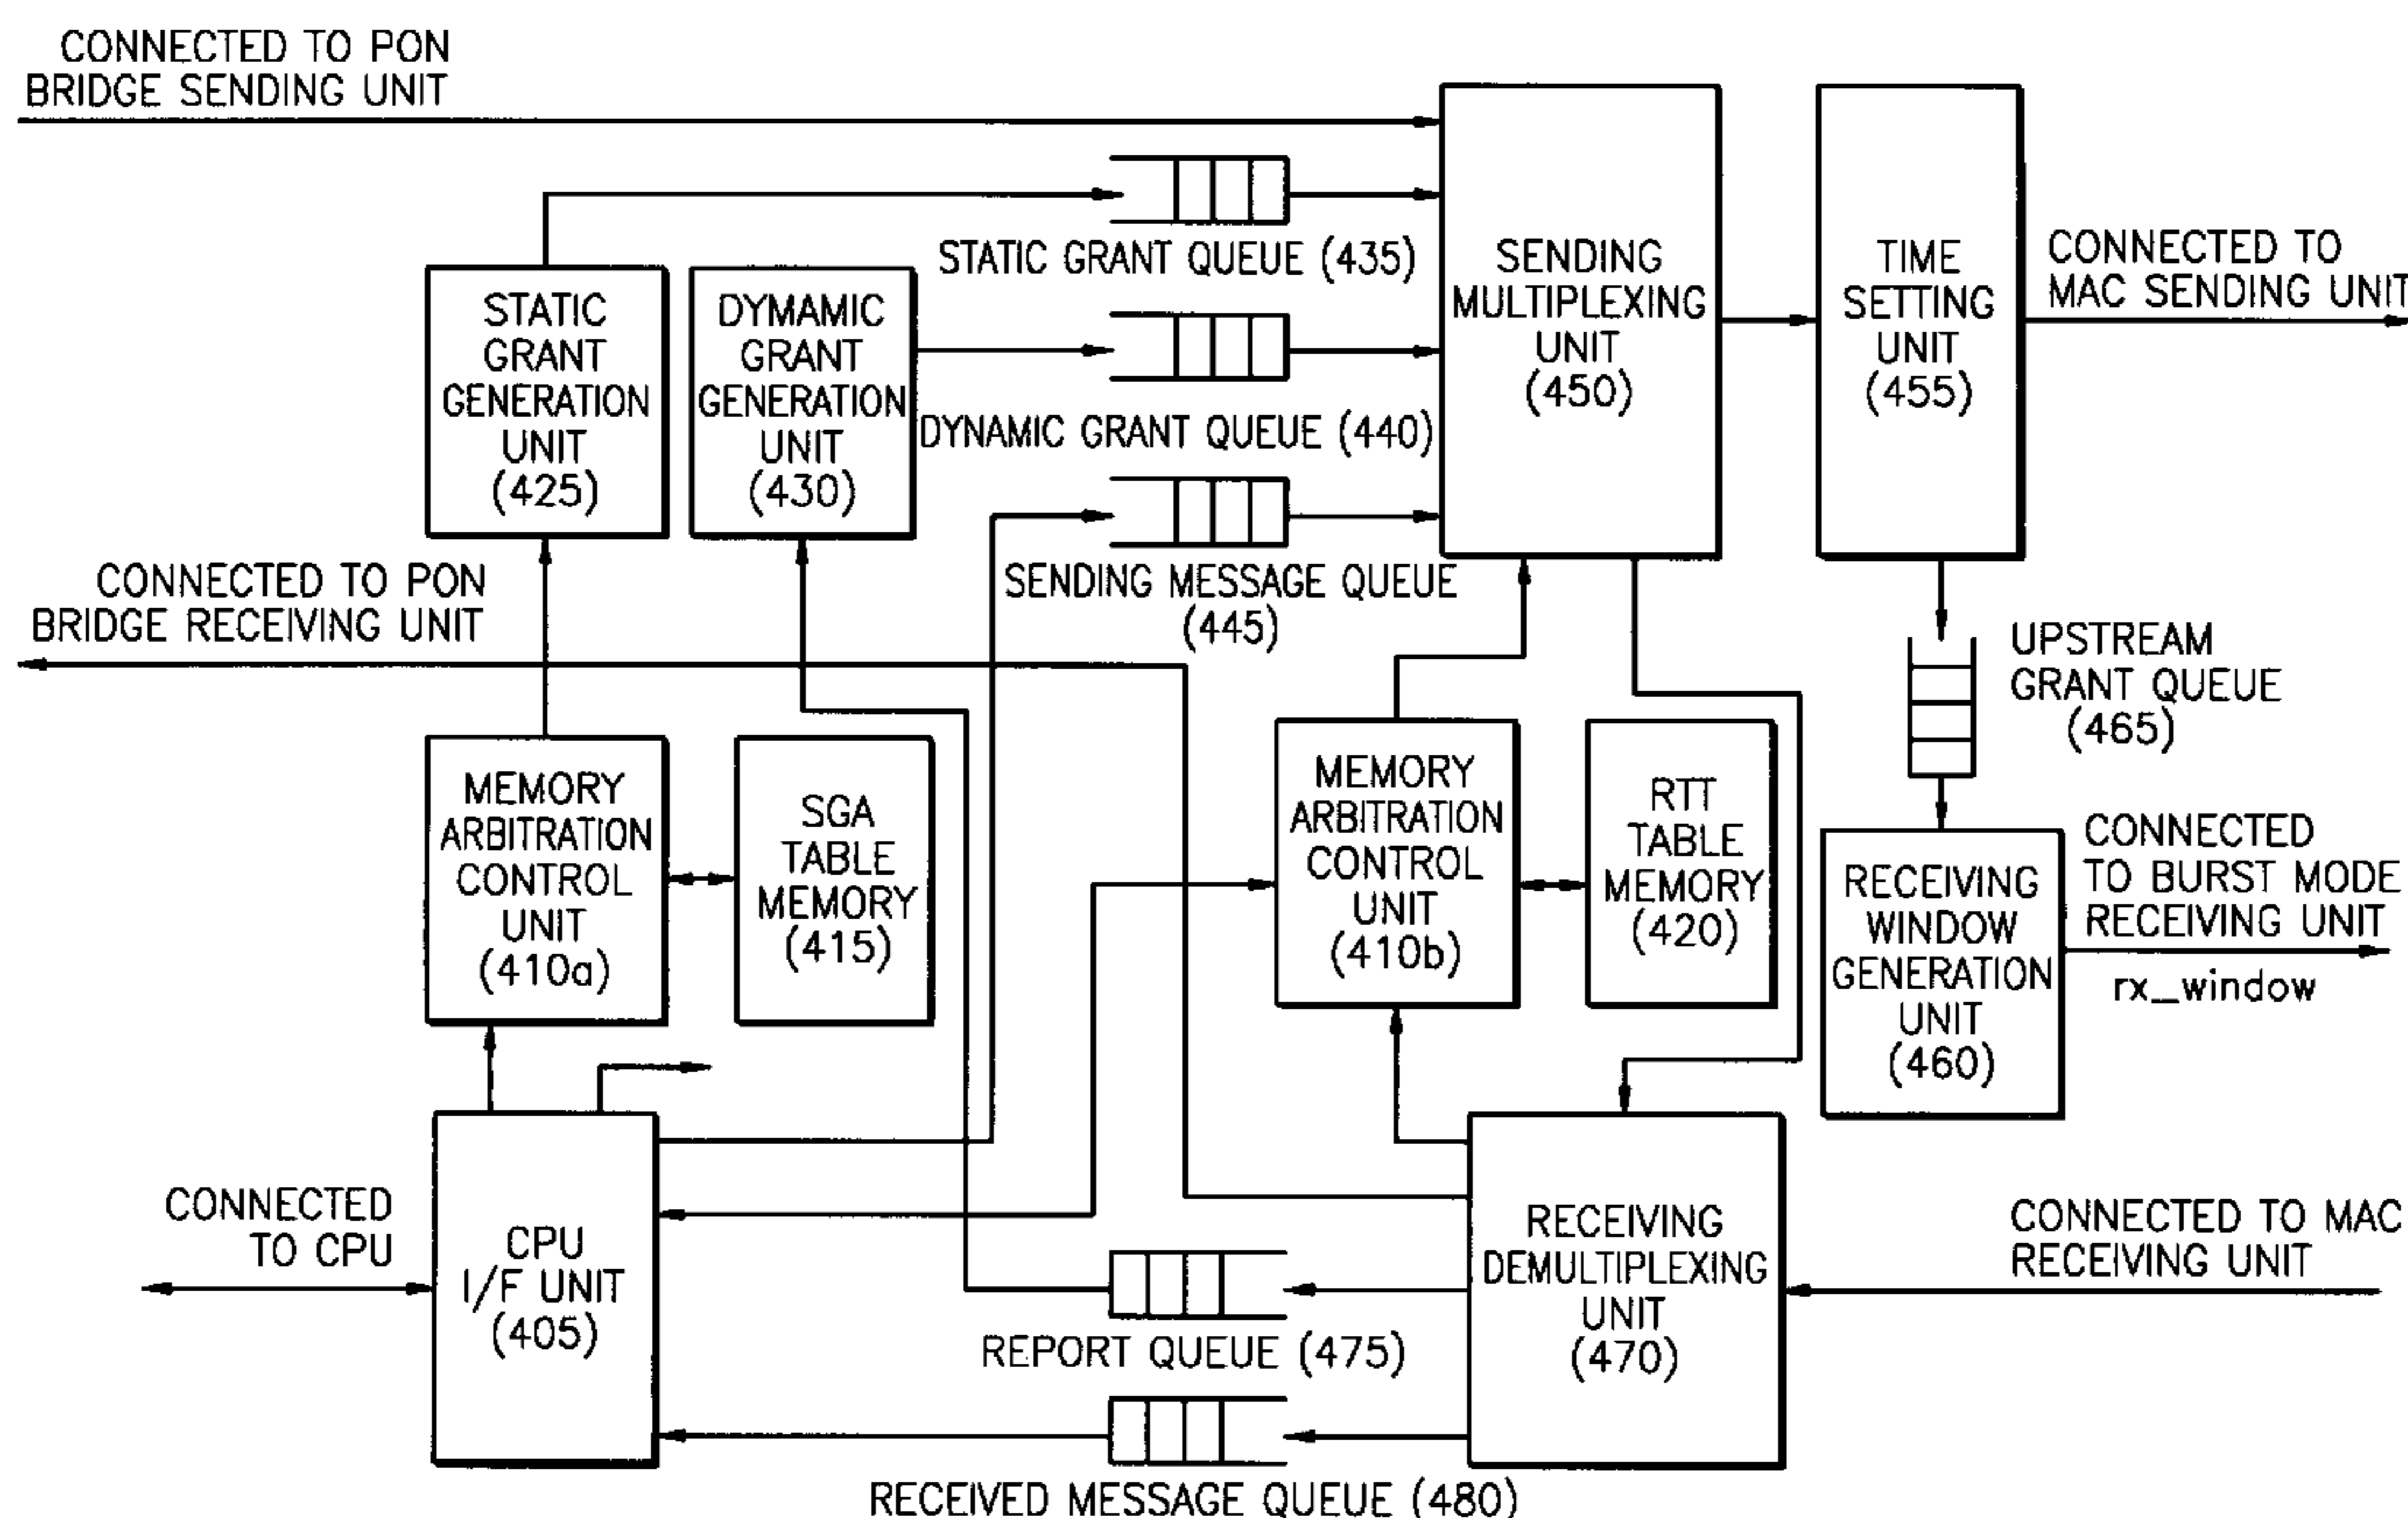 CONNECTED TO PON
BRIDGE SENDING UNIT
STATIC GRANT QUEUE (435)
STATIC
GRANT
GENERATION
UNIT
(425)
DYMAMIC
GRANT
GENERATION
UNIT
(430)
DYNAMIC GRANT QUEUE (440)
SENDING MESSAGE QUEUE
(445)
SENDING
MULTIPLEXING
UNIT
(450)
TIME
SETTING
UNIT
(455)
CONNECTED TO
MAC SENDING UNIT
CONNECTED TO PON
BRIDGE RECEIVING UNIT
UPSTREAM
GRANT QUEUE
(465)
MEMORY
ARBITRATION
CONTROL
UNIT
(410a)
SGA
TABLE
MEMORY
(415)
MEMORY
ARBITRATION
CONTROL
UNIT
(410b)
RTT
TABLE
MEMORY
(420)
RECEIVING
WINDOW
GENERATION
UNIT
(460)
CONNECTED
TO BURST MODE
RECEIVING UNIT
rx_window
CONNECTED
TO CPU
CPU
I/F UNIT
(405)
REPORT QUEUE (475)
RECEIVED MESSAGE QUEUE (480)
RECEIVING
DEMULTIPLEXING
UNIT
(470)
CONNECTED TO MAC
RECEIVING UNIT